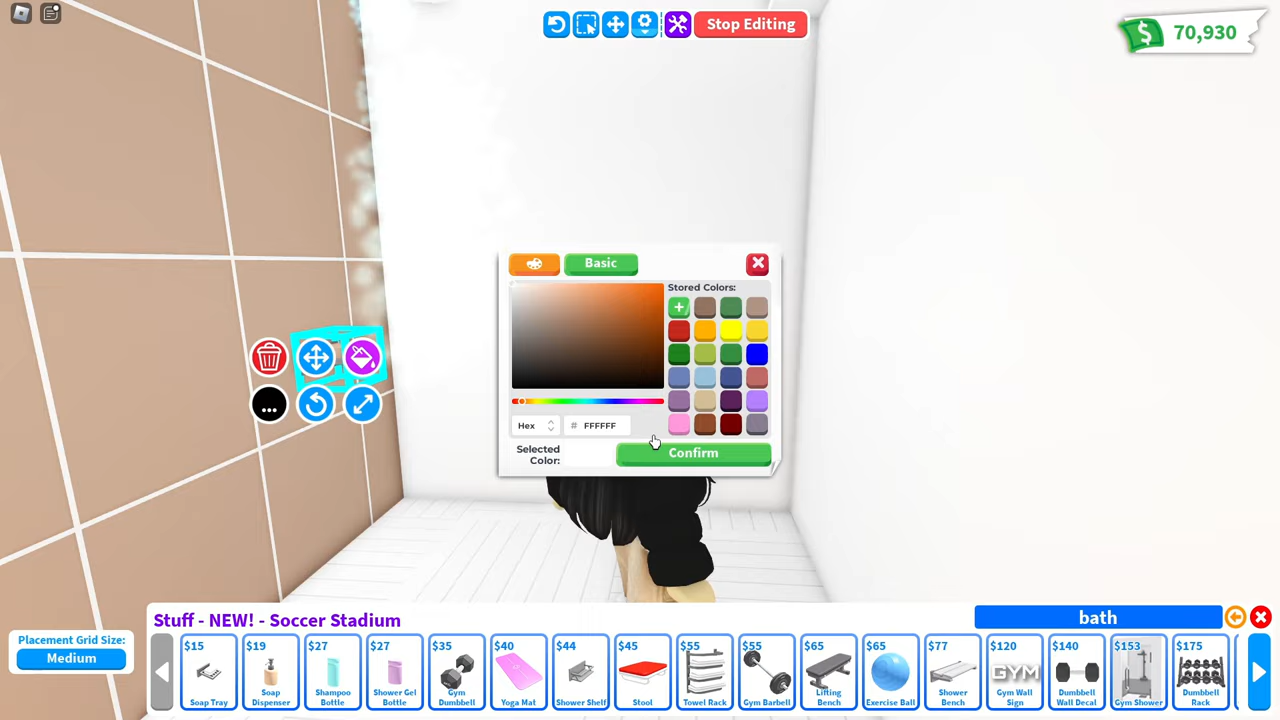 Stop Editing
$ 70,930
Basic
Stored Colors:
+
Hex # FFFFFF
Selected Color:
Confirm
...
Stuff - NEW! - Soccer Stadium
bath
Placement Grid Size:
Medium
$15
Soap Tray
$19
Soap Dispenser
$27
Shampoo Bottle
$27
Shower Gel Bottle
$35
Gym Dumbbell
$40
Yoga Mat
$44
Shower Shelf
$45
Stool
$55
Towel Rack
$55
Gym Barbell
$65
Lifting Bench
$65
Exercise Ball
$77
Shower Bench
$120
GYM
Gym Wall Sign
$140
Dumbbell Wall Decal
$153
Gym Shower
$175
Dumbbell Rack